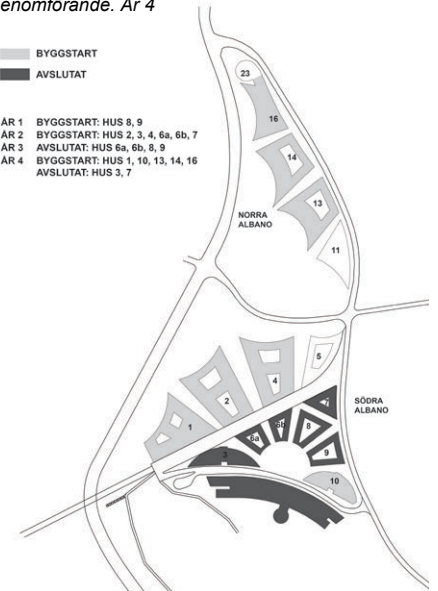 enomförande. År 4
BYGGSTART
AVSLUTAT
ÅR 1 BYGGSTART: HUS 8, 9
ÅR 2 BYGGSTART: HUS 2, 3, 4, 6a, 6b, 7
ÅR 3 AVSLUTAT: HUS 6a, 6b, 8, 9
ÅR 4 BYGGSTART: HUS 1, 10, 13, 14, 16
AVSLUTAT: HUS 3, 7
23
16
14
13
NORRA
ALBANO
11
5
4
2
7
SÖDRA
ALBANO
1
6a
6b
8
3
9
10